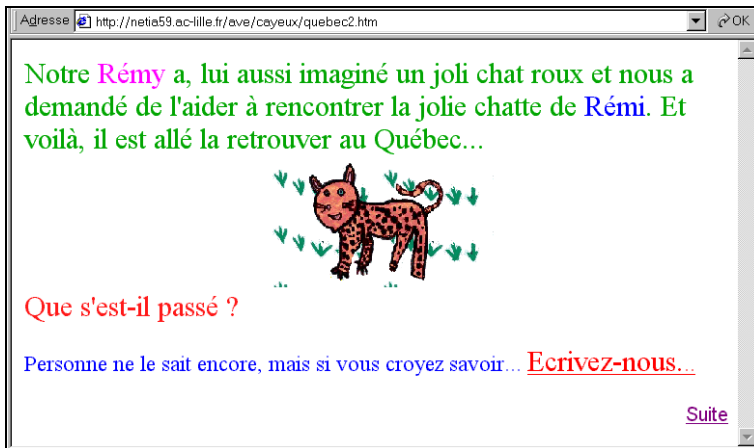 Adresse http://netia59.ac-lille.fr/ave/cayeux/quebec2.htm OK
Notre Rémy a, lui aussi imaginé un joli chat roux et nous a
demandé de l'aider à rencontrer la jolie chatte de Rémi. Et
voilà, il est allé la retrouver au Québec...
Que s'est-il passé ?
Personne ne le sait encore, mais si vous croyez savoir... Ecrivez-nous...
Suite